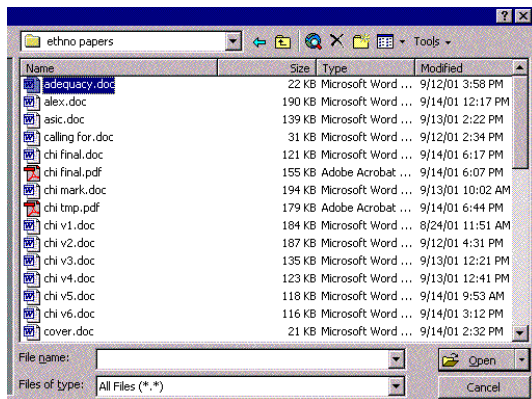 ethno papers Tools
Name Size Type Modified
adequacy.doc 22 KB Microsoft Word ... 9/12/01 3:58 PM
alex.doc 190 KB Microsoft Word ... 9/14/01 12:17 PM
asic.doc 139 KB Microsoft Word ... 9/13/01 2:22 PM
calling for.doc 31 KB Microsoft Word ... 9/12/01 2:34 PM
chi final.doc 121 KB Microsoft Word ... 9/14/01 6:17 PM
chi final.pdf 155 KB Adobe Acrobat ... 9/14/01 6:07 PM
chi mark.doc 194 KB Microsoft Word ... 9/13/01 10:02 AM
chi tmp.pdf 179 KB Adobe Acrobat ... 9/14/01 6:44 PM
chi v1.doc 184 KB Microsoft Word ... 8/24/01 11:51 AM
chi v2.doc 187 KB Microsoft Word ... 9/12/01 4:31 PM
chi v3.doc 135 KB Microsoft Word ... 9/13/01 12:21 PM
chi v4.doc 123 KB Microsoft Word ... 9/13/01 12:41 PM
chi v5.doc 118 KB Microsoft Word ... 9/14/01 9:53 AM
chi v6.doc 116 KB Microsoft Word ... 9/14/01 3:12 PM
cover.doc 21 KB Microsoft Word ... 9/14/01 2:32 PM
File name: Open
Files of type: All Files (*.*) Cancel